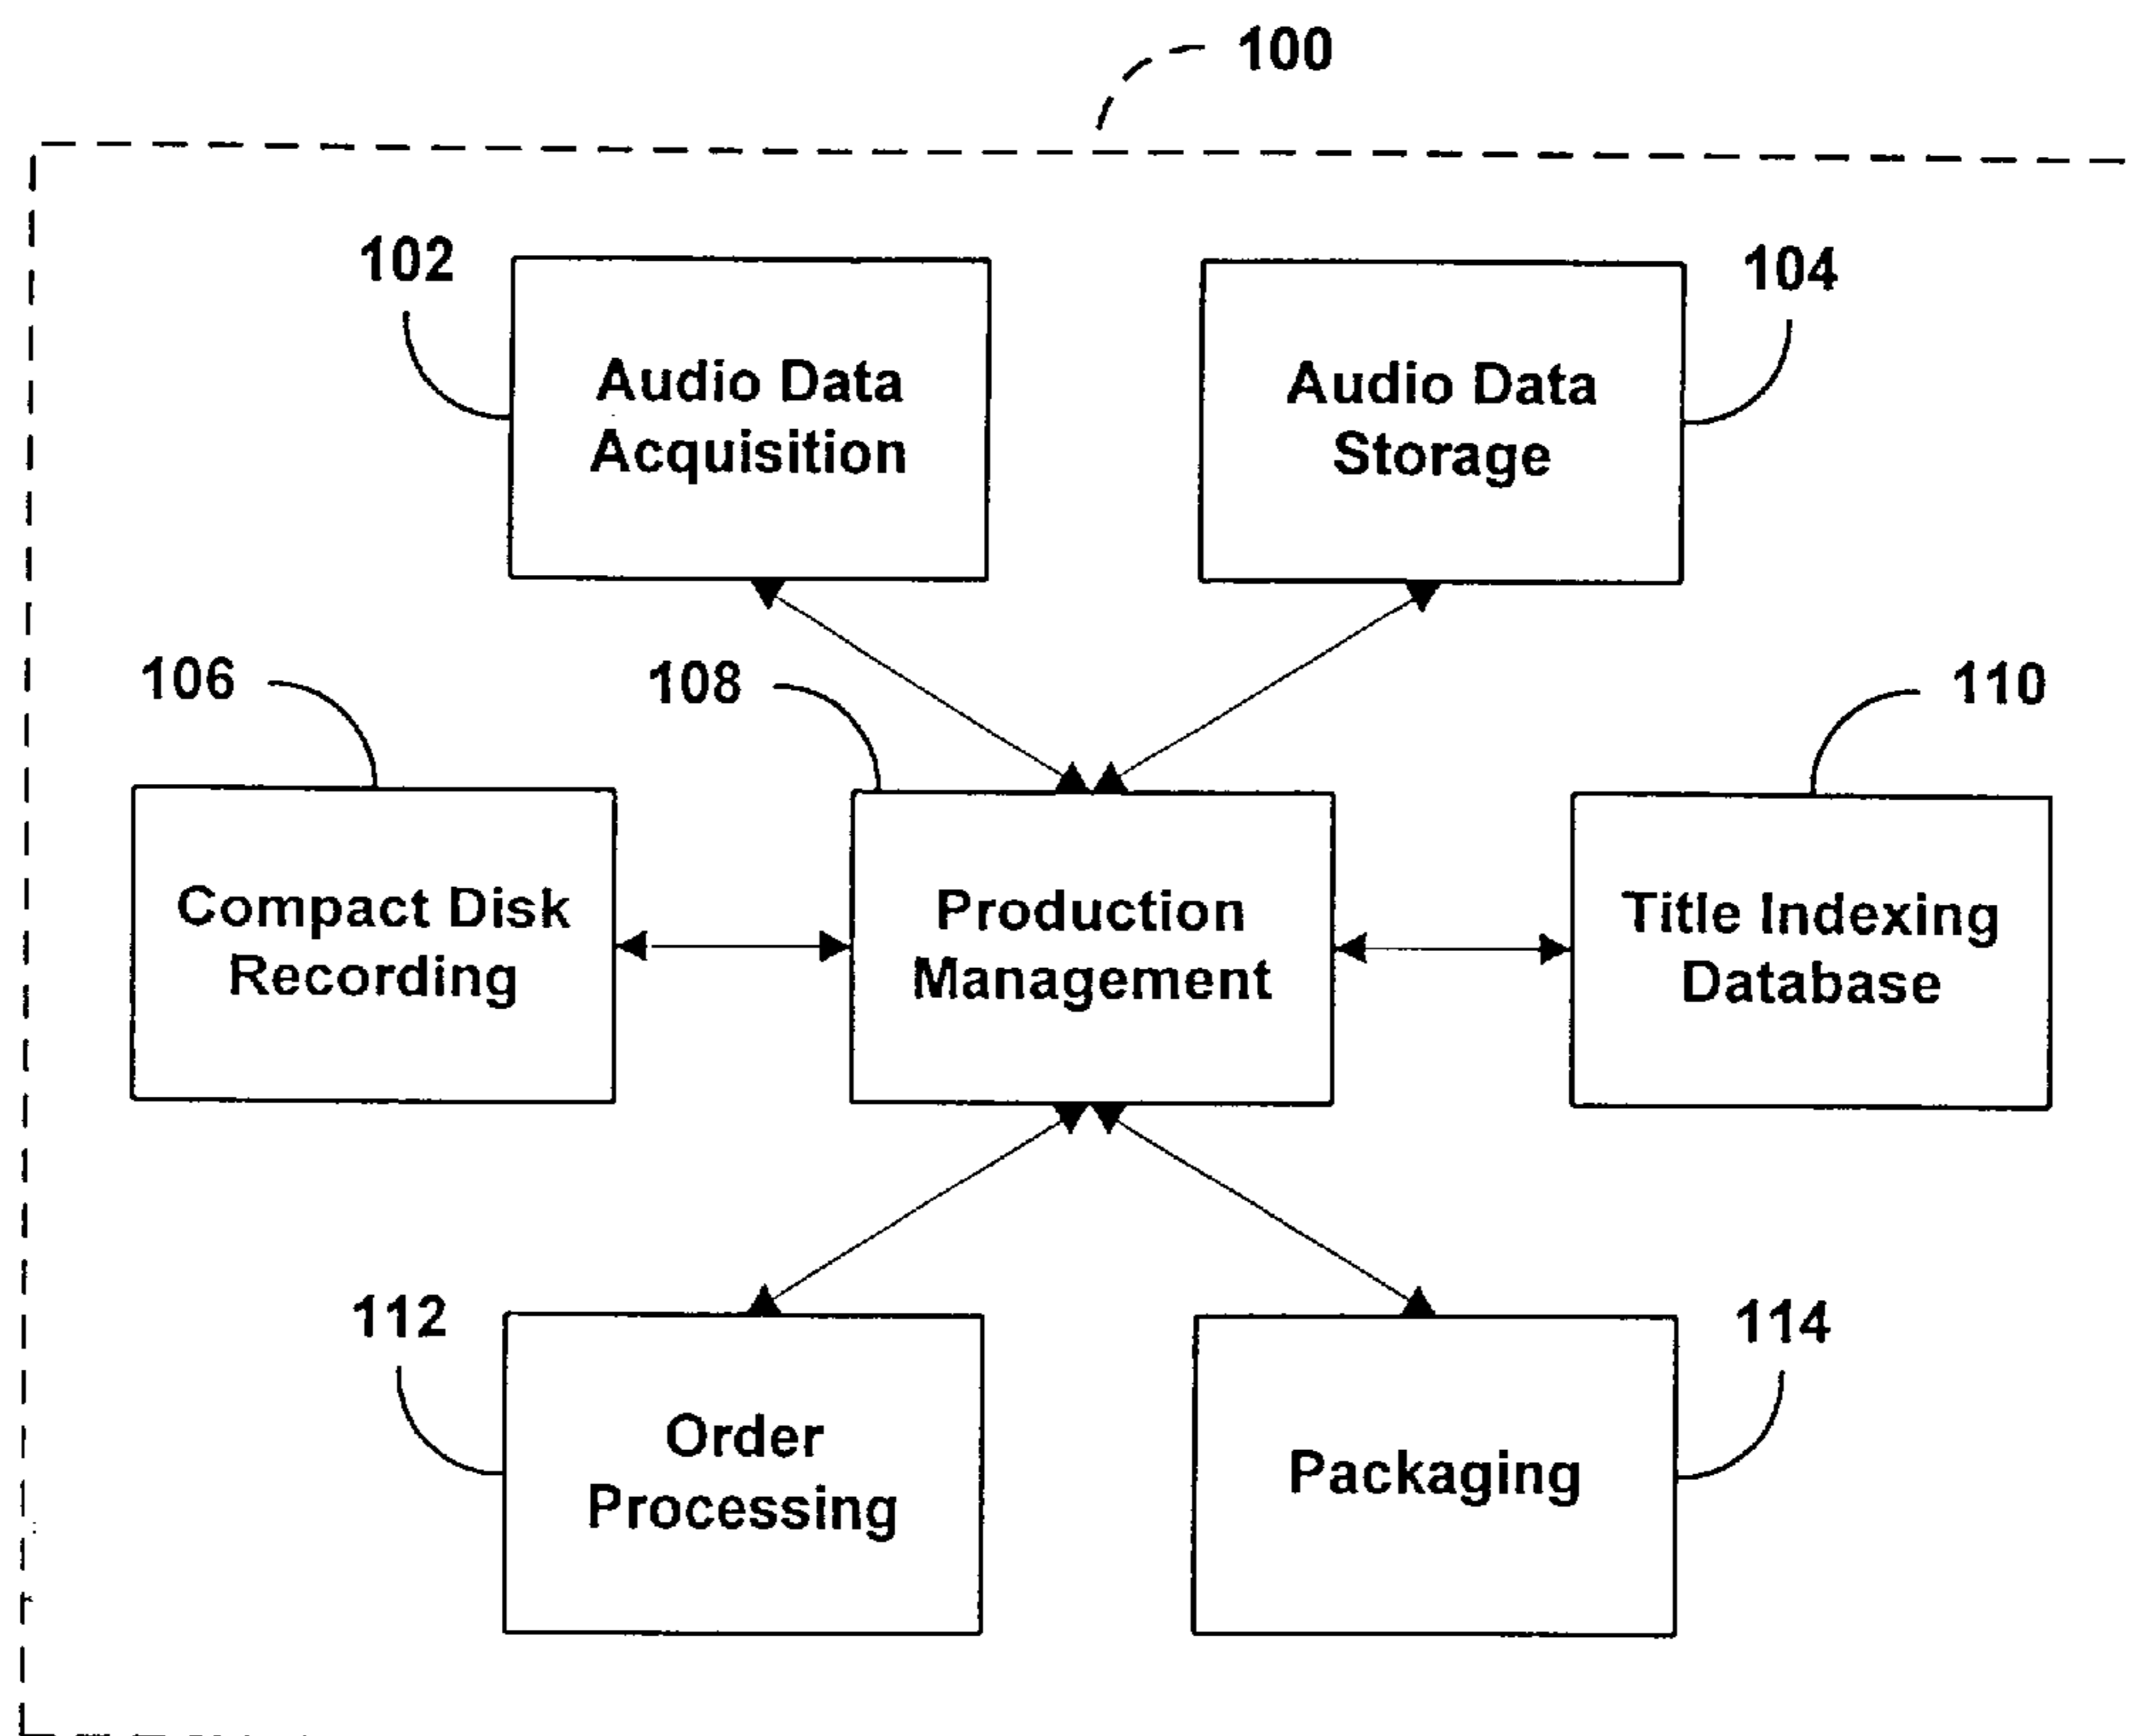 100
102
104
Audio Data
Acquisition
Audio Data
Storage
106
108
110
Compact Disk
Recording
Production
Management
Title Indexing
Database
112
114
Order
Processing
Packaging